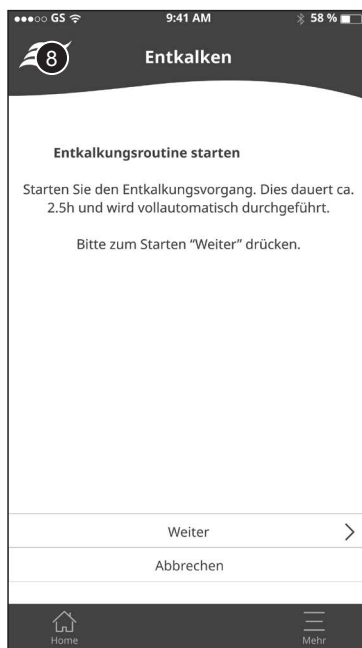 GS 9:41 AM 58 %
8 Entkalken
Entkalkungsroutine starten
Starten Sie den Entkalkungsvorgang. Dies dauert ca.
2.5h und wird vollautomatisch durchgeführt.
Bitte zum Starten “Weiter” drücken.
Weiter
Abbrechen
Home Mehr